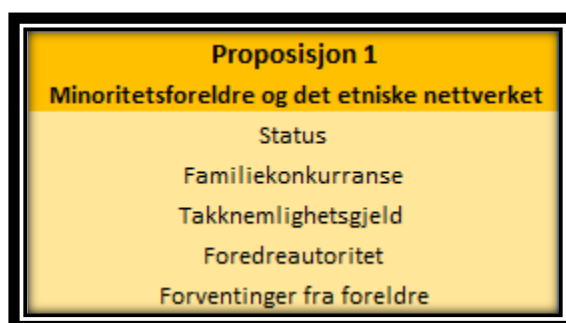 Proposisjon 1
Minoritetsforeldre og det etniske nettverket
Status
Familiekonkurranse
Takknemlighetsgjeld
Foredreautoritet
Forventinger fra foreldre